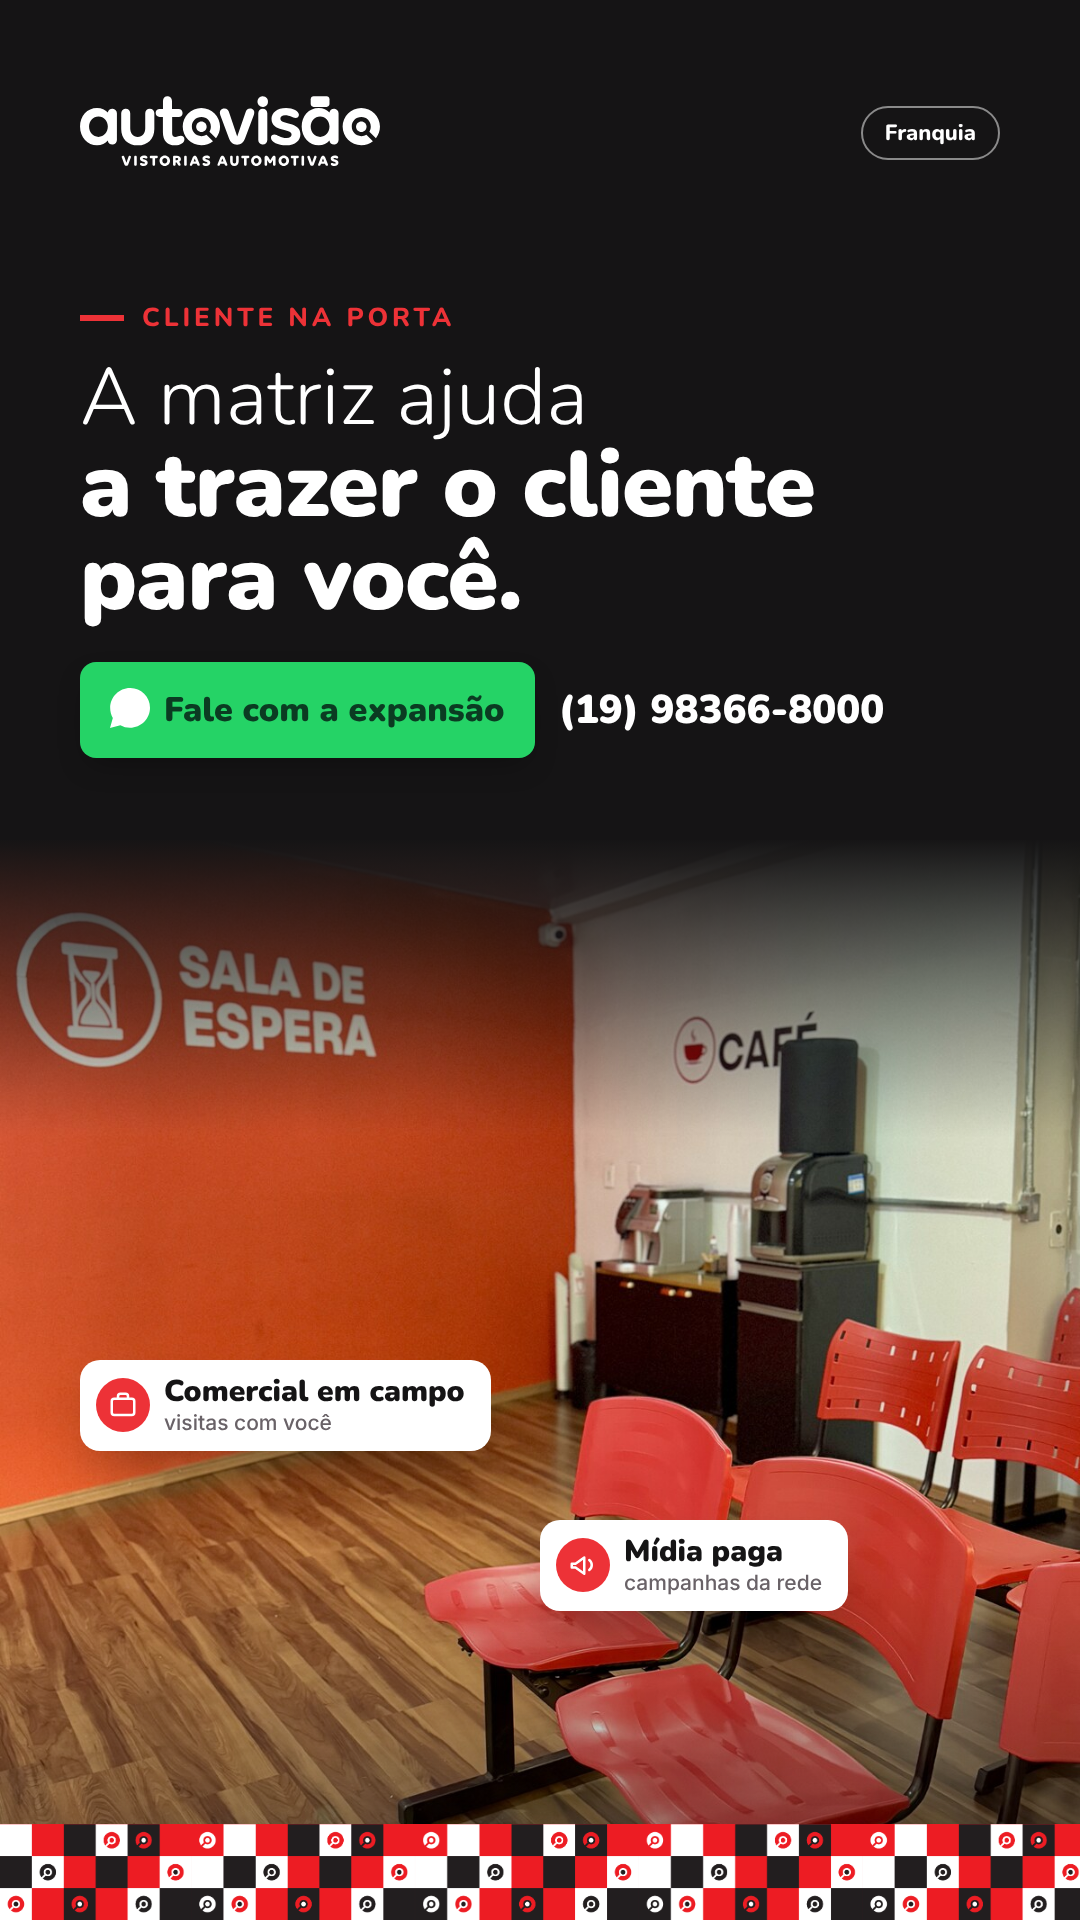 autovisão
VISTORIAS AUTOMOTIVAS
Franquia
CLIENTE NA PORTA
A matriz ajuda
a trazer o cliente
para você.
Fale com a expansão
(19) 98366-8000
SALA DE
ESPERA
CAFÉ
Comercial em campo
visitas com você
Mídia paga
campanhas da rede